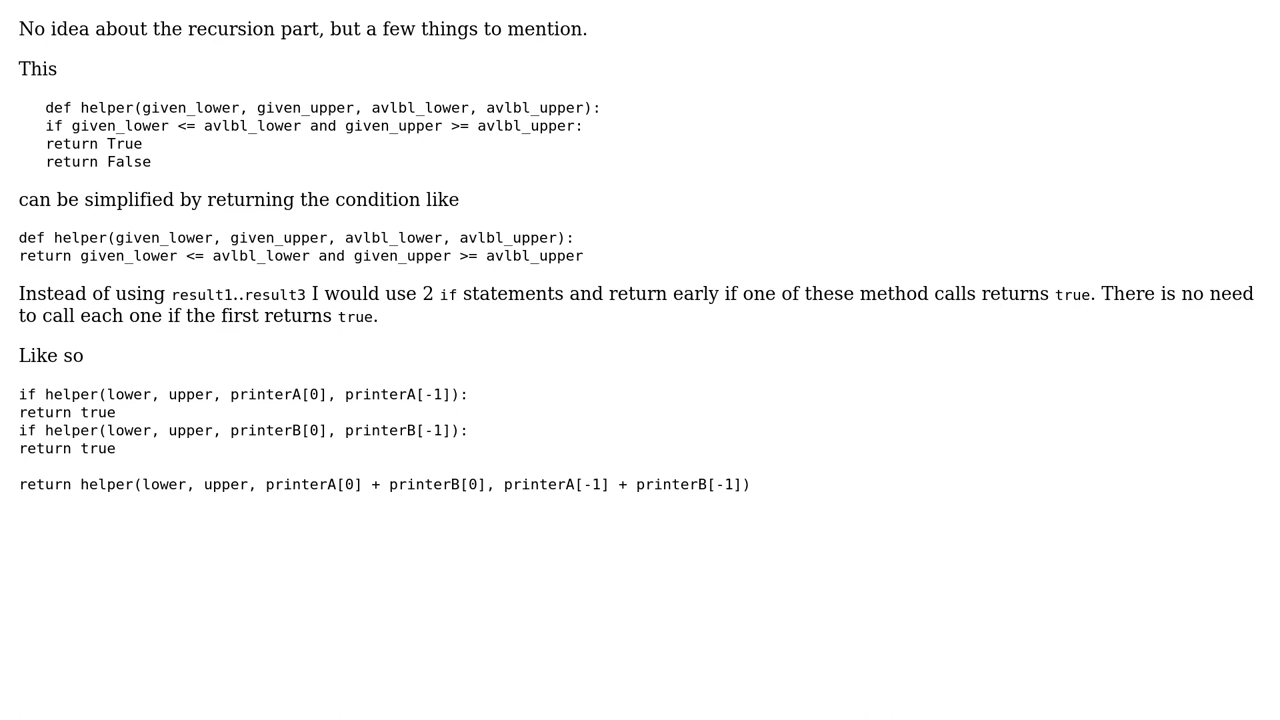 No idea about the recursion part, but a few things to mention.
This
def helper(given_lower, given_upper, avlbl_lower, avlbl_upper):
if given_lower <= avlbl_lower and given_upper >= avlbl_upper:
return True
return False
can be simplified by returning the condition like
def helper(given_lower, given_upper, avlbl_lower, avlbl_upper):
return given_lower <= avlbl_lower and given_upper >= avlbl_upper
Instead of using result1..result3 I would use 2 if statements and return early if one of these method calls returns true. There is no need
to call each one if the first returns true.
Like so
if helper(lower, upper, printerA[0], printerA[-1]):
return true
if helper(lower, upper, printerB[0], printerB[-1]):
return true
return helper(lower, upper, printerA[0] + printerB[0], printerA[-1] + printerB[-1])